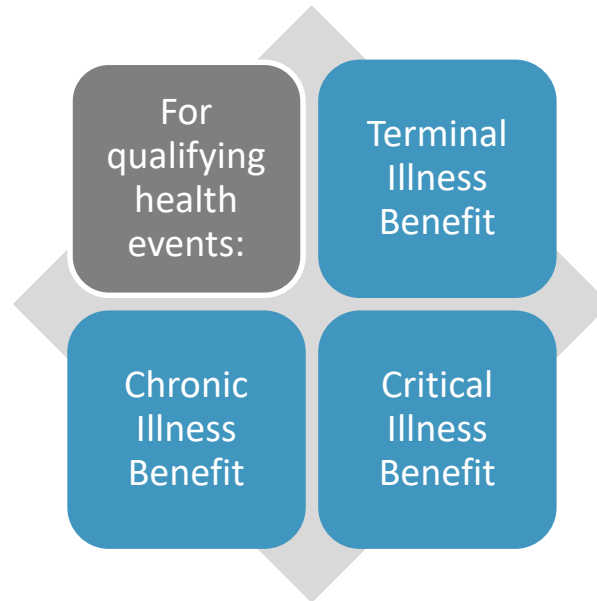 For
qualifying
health
events:
Terminal
Illness
Benefit
Chronic
Illness
Benefit
Critical
Illness
Benefit